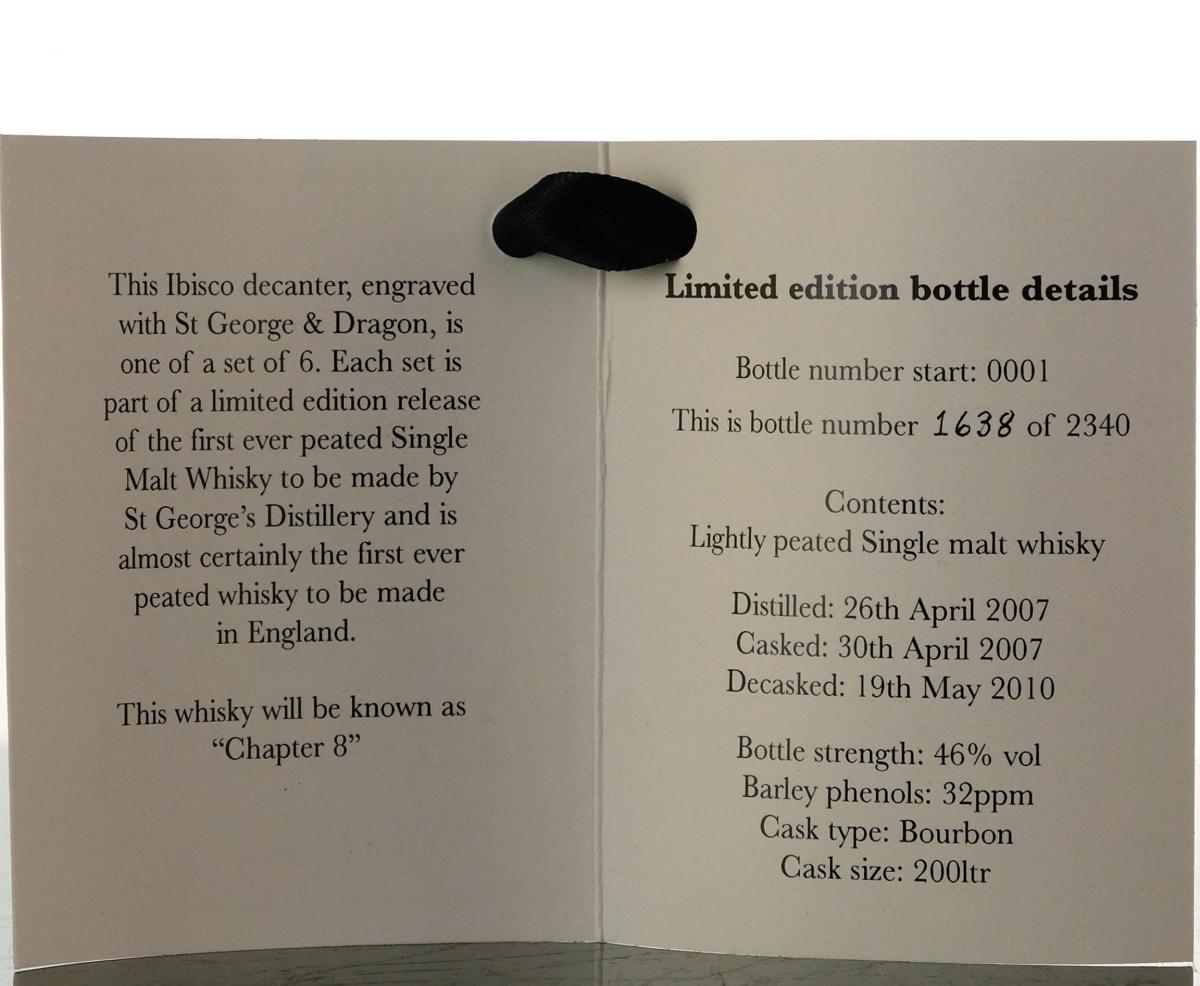 This Ibisco decanter, engraved
with St George & Dragon, is
one of a set of 6. Each set is
part of a limited edition release
of the first ever peated Single
Malt Whisky to be made by
St George's Distillery and is
almost certainly the first ever
peated whisky to be made
in England.
This whisky will be known as
“Chapter 8”
Limited edition bottle details
Bottle number start: 0001
This is bottle number 1638 of 2340
Contents:
Lightly peated Single malt whisky
Distilled: 26th April 2007
Casked: 30th April 2007
Decasked: 19th May 2010
Bottle strength: 46% vol
Barley phenols: 32ppm
Cask type: Bourbon
Cask size: 200ltr